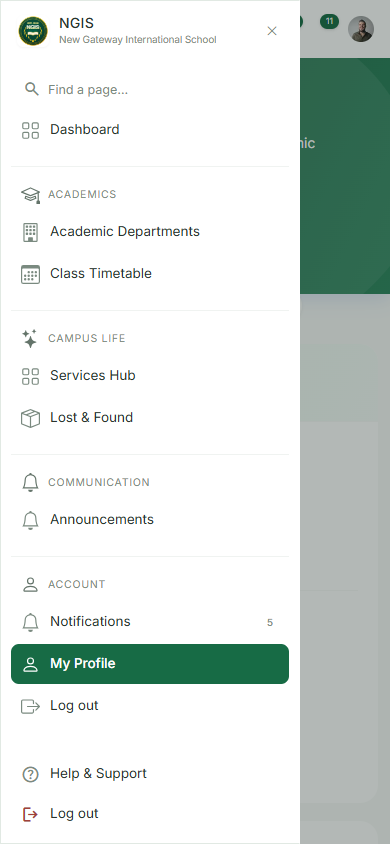 NGIS
New Gateway International School
11
Find a page...
Dashboard
ACADEMICS
Academic Departments
Class Timetable
CAMPUS LIFE
Services Hub
Lost & Found
COMMUNICATION
Announcements
ACCOUNT
Notifications
5
My Profile
Log out
Help & Support
Log out